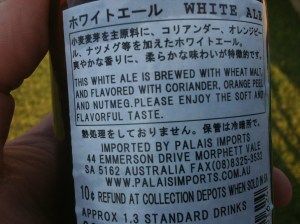 ホワイトエール WHITE ALE
小麦麦芽を主原料に、コリアンダー、オレンジピー
ル、ナツメグ等を加えたホワイトエール。
爽やかな香りに、柔らかな味わいが特徴的です。
THIS WHITE ALE IS BREWED WITH WHEAT MALT,
AND FLAVORED WITH CORIANDER, ORANGE PEEL
AND NUTMEG. PLEASE ENJOY THE SOFT AND
FLAVORFUL TASTE.
熱処理をしておりません。保管は冷暗所で。
IMPORTED BY PALAIS IMPORTS
44 EMMERSON DRIVE MORPHETT VALE
SA 5162 AUSTRALIA FAX(08)8325-3532
WWW.PALAISIMPORTS.COM.AU
10¢ REFUND AT COLLECTION DEPOTS WHEN SOLD IN SA
APPROX 1.3 STANDARD DRINKS